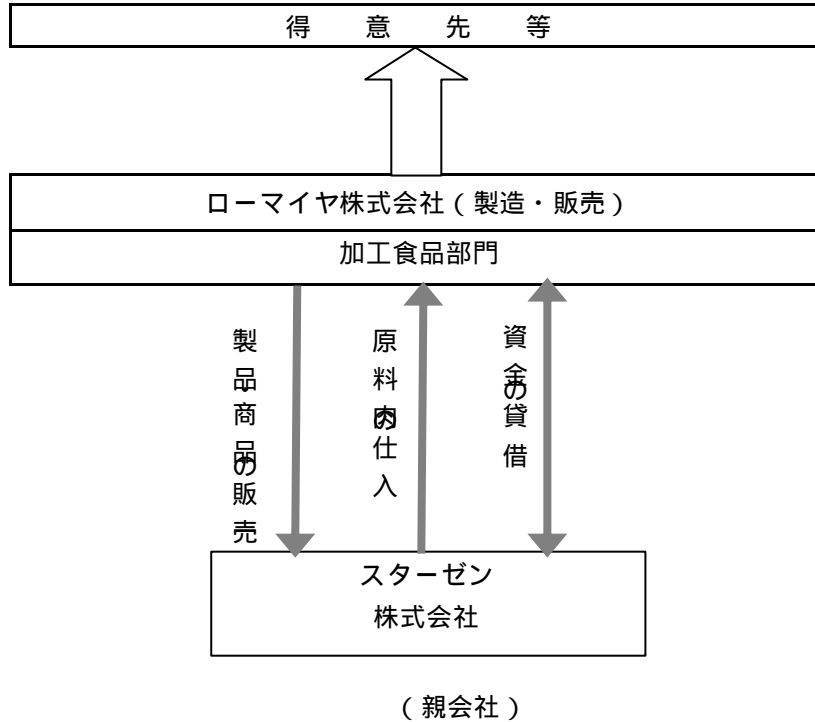 得意先等
ローマイヤ株式会社(製造・販売)
加工食品部門
製品・商品の販売
原料肉の仕入
資金の貸借
スターゼン
株式会社
(親会社)